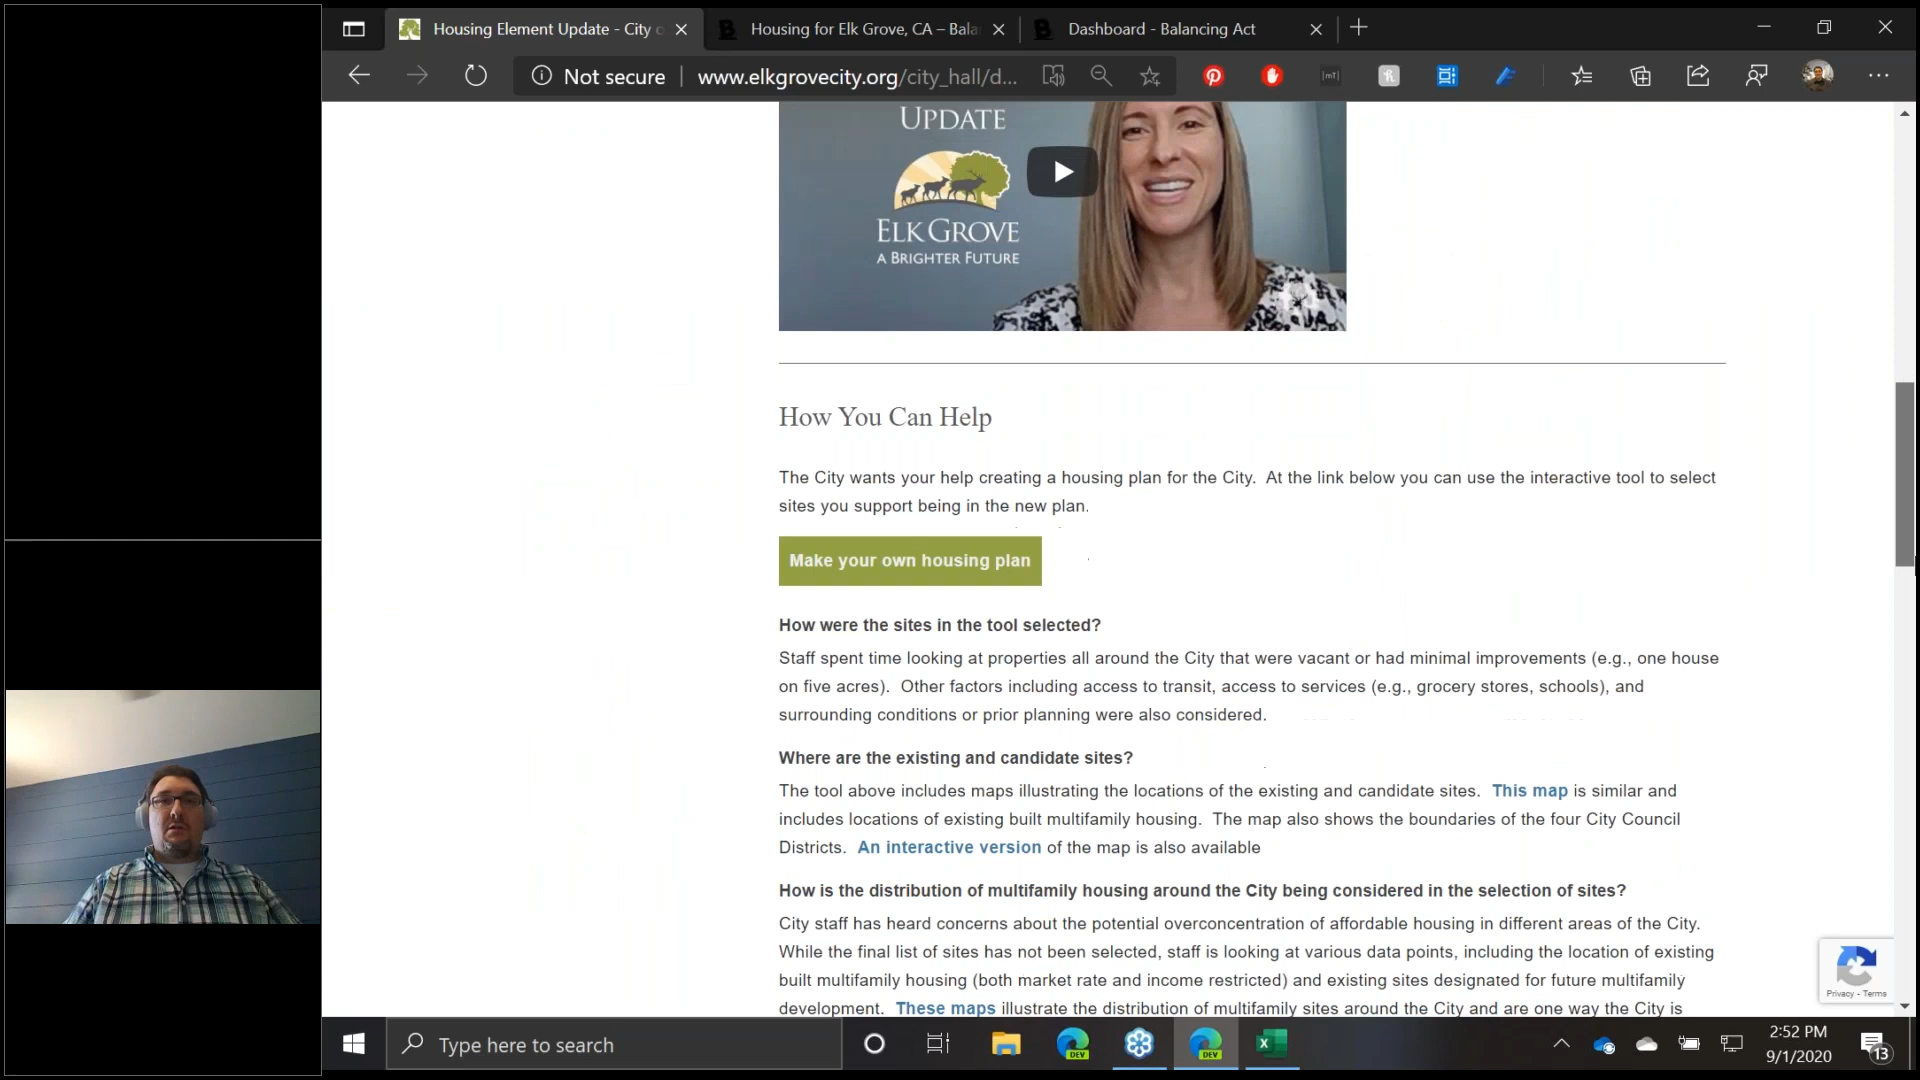 Housing Element Update - City o
Housing for Elk Grove, CA – Bala
Dashboard - Balancing Act
Not secure
www.elkgrovecity.org/city_hall/d...
UPDATE
ELK GROVE
A BRIGHTER FUTURE
How You Can Help
The City wants your help creating a housing plan for the City. At the link below you can use the interactive tool to select
sites you support being in the new plan.
Make your own housing plan
How were the sites in the tool selected?
Staff spent time looking at properties all around the City that were vacant or had minimal improvements (e.g., one house
on five acres). Other factors including access to transit, access to services (e.g., grocery stores, schools), and
surrounding conditions or prior planning were also considered.
Where are the existing and candidate sites?
The tool above includes maps illustrating the locations of the existing and candidate sites. This map is similar and
includes locations of existing built multifamily housing. The map also shows the boundaries of the four City Council
Districts. An interactive version of the map is also available
How is the distribution of multifamily housing around the City being considered in the selection of sites?
City staff has heard concerns about the potential overconcentration of affordable housing in different areas of the City.
While the final list of sites has not been selected, staff is looking at various data points, including the location of existing
built multifamily housing (both market rate and income restricted) and existing sites designated for future multifamily
development. These maps illustrate the distribution of multifamily sites around the City and are one way the City is
Privacy - Terms
Type here to search
DEV
DEV
2:52 PM
9/1/2020
13